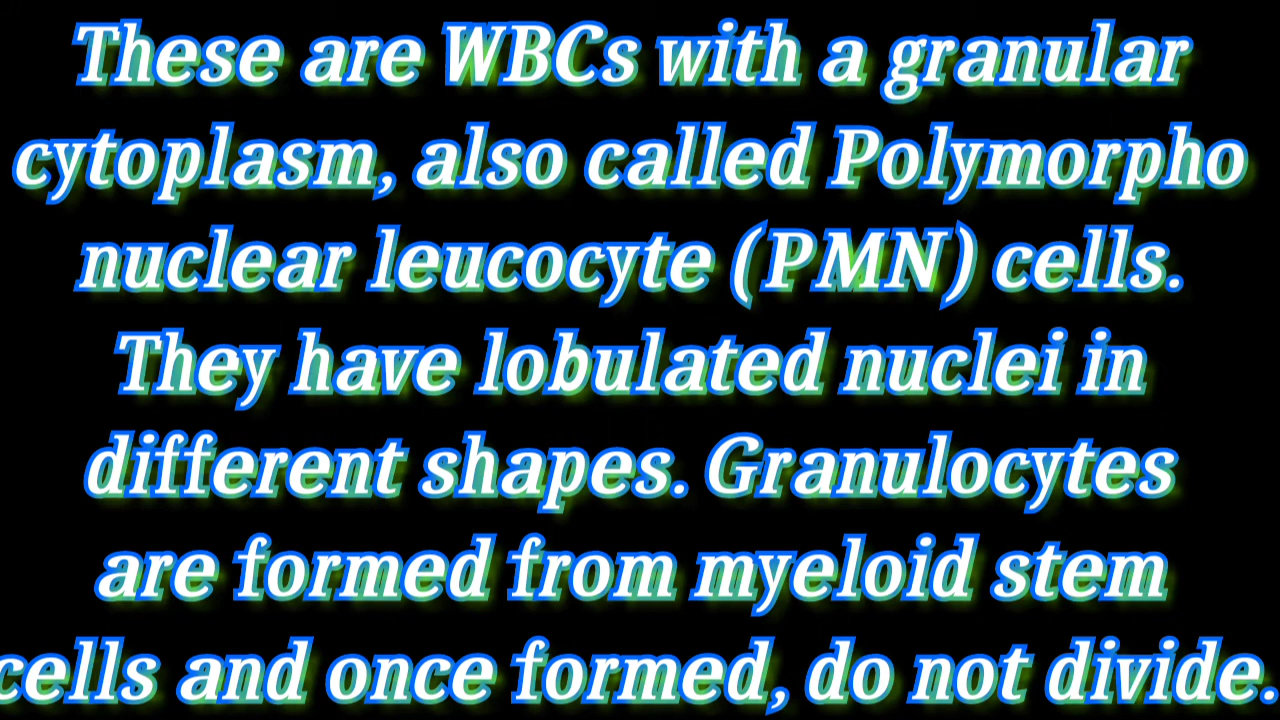 These are WBCs with a granular
cytoplasm, also called Polymorpho
nuclear leucocyte (PMN) cells.
They have lobulated nuclei in
different shapes. Granulocytes
are formed from myeloid stem
cells and once formed, do not divide.